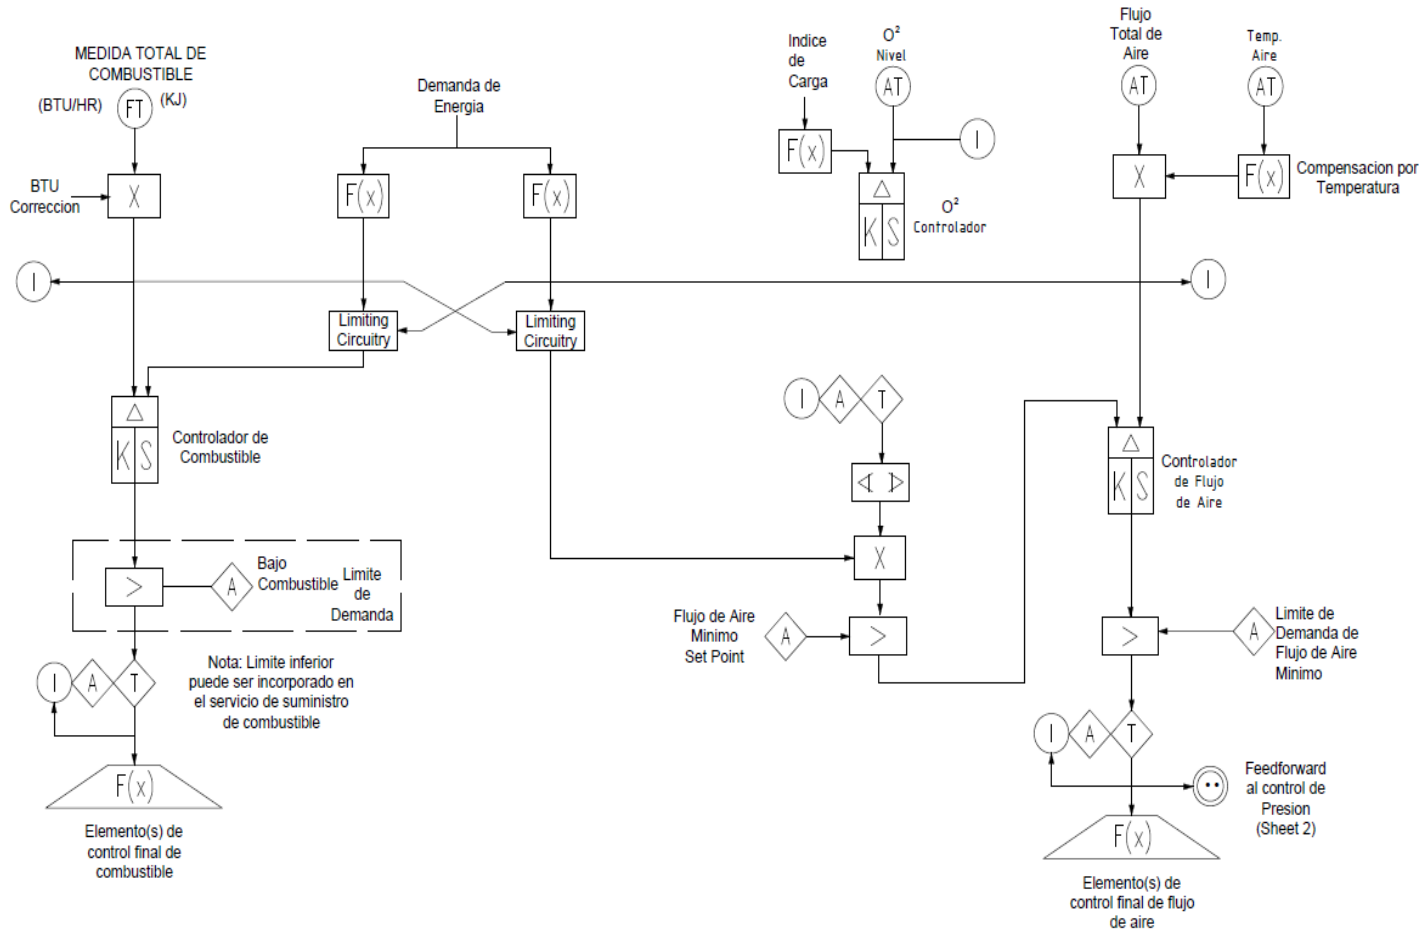 MEDIDA TOTAL DE
COMBUSTIBLE
(BTU/HR)
FT
(KJ)
BTU
Correccion
X
I
Demanda de
Energia
F(x)
F(x)
Limiting
Circuitry
Limiting
Circuitry
Indice
de
Carga
F(x)
O²
Nivel
AT
I
△
K S
O²
Controlador
Flujo
Total de
Aire
AT
Temp.
Aire
AT
X
F(x)
Compensacion por
Temperatura
I
△
K S
Controlador de
Combustible
>
A
Bajo
Combustible
Limite
de
Demanda
I
A
T
Nota: Limite inferior
puede ser incorporado en
el servicio de suministro
de combustible
F(x)
Elemento(s) de
control final de
combustible
I
A
T
< >
X
Flujo de Aire
Minimo
Set Point
A
>
△
K S
Controlador
de Flujo
de Aire
>
A
Limite de
Demanda de
Flujo de Aire
Minimo
I
A
T
Feedforward
al control de
Presion
(Sheet 2)
F(x)
Elemento(s) de
control final de flujo
de aire